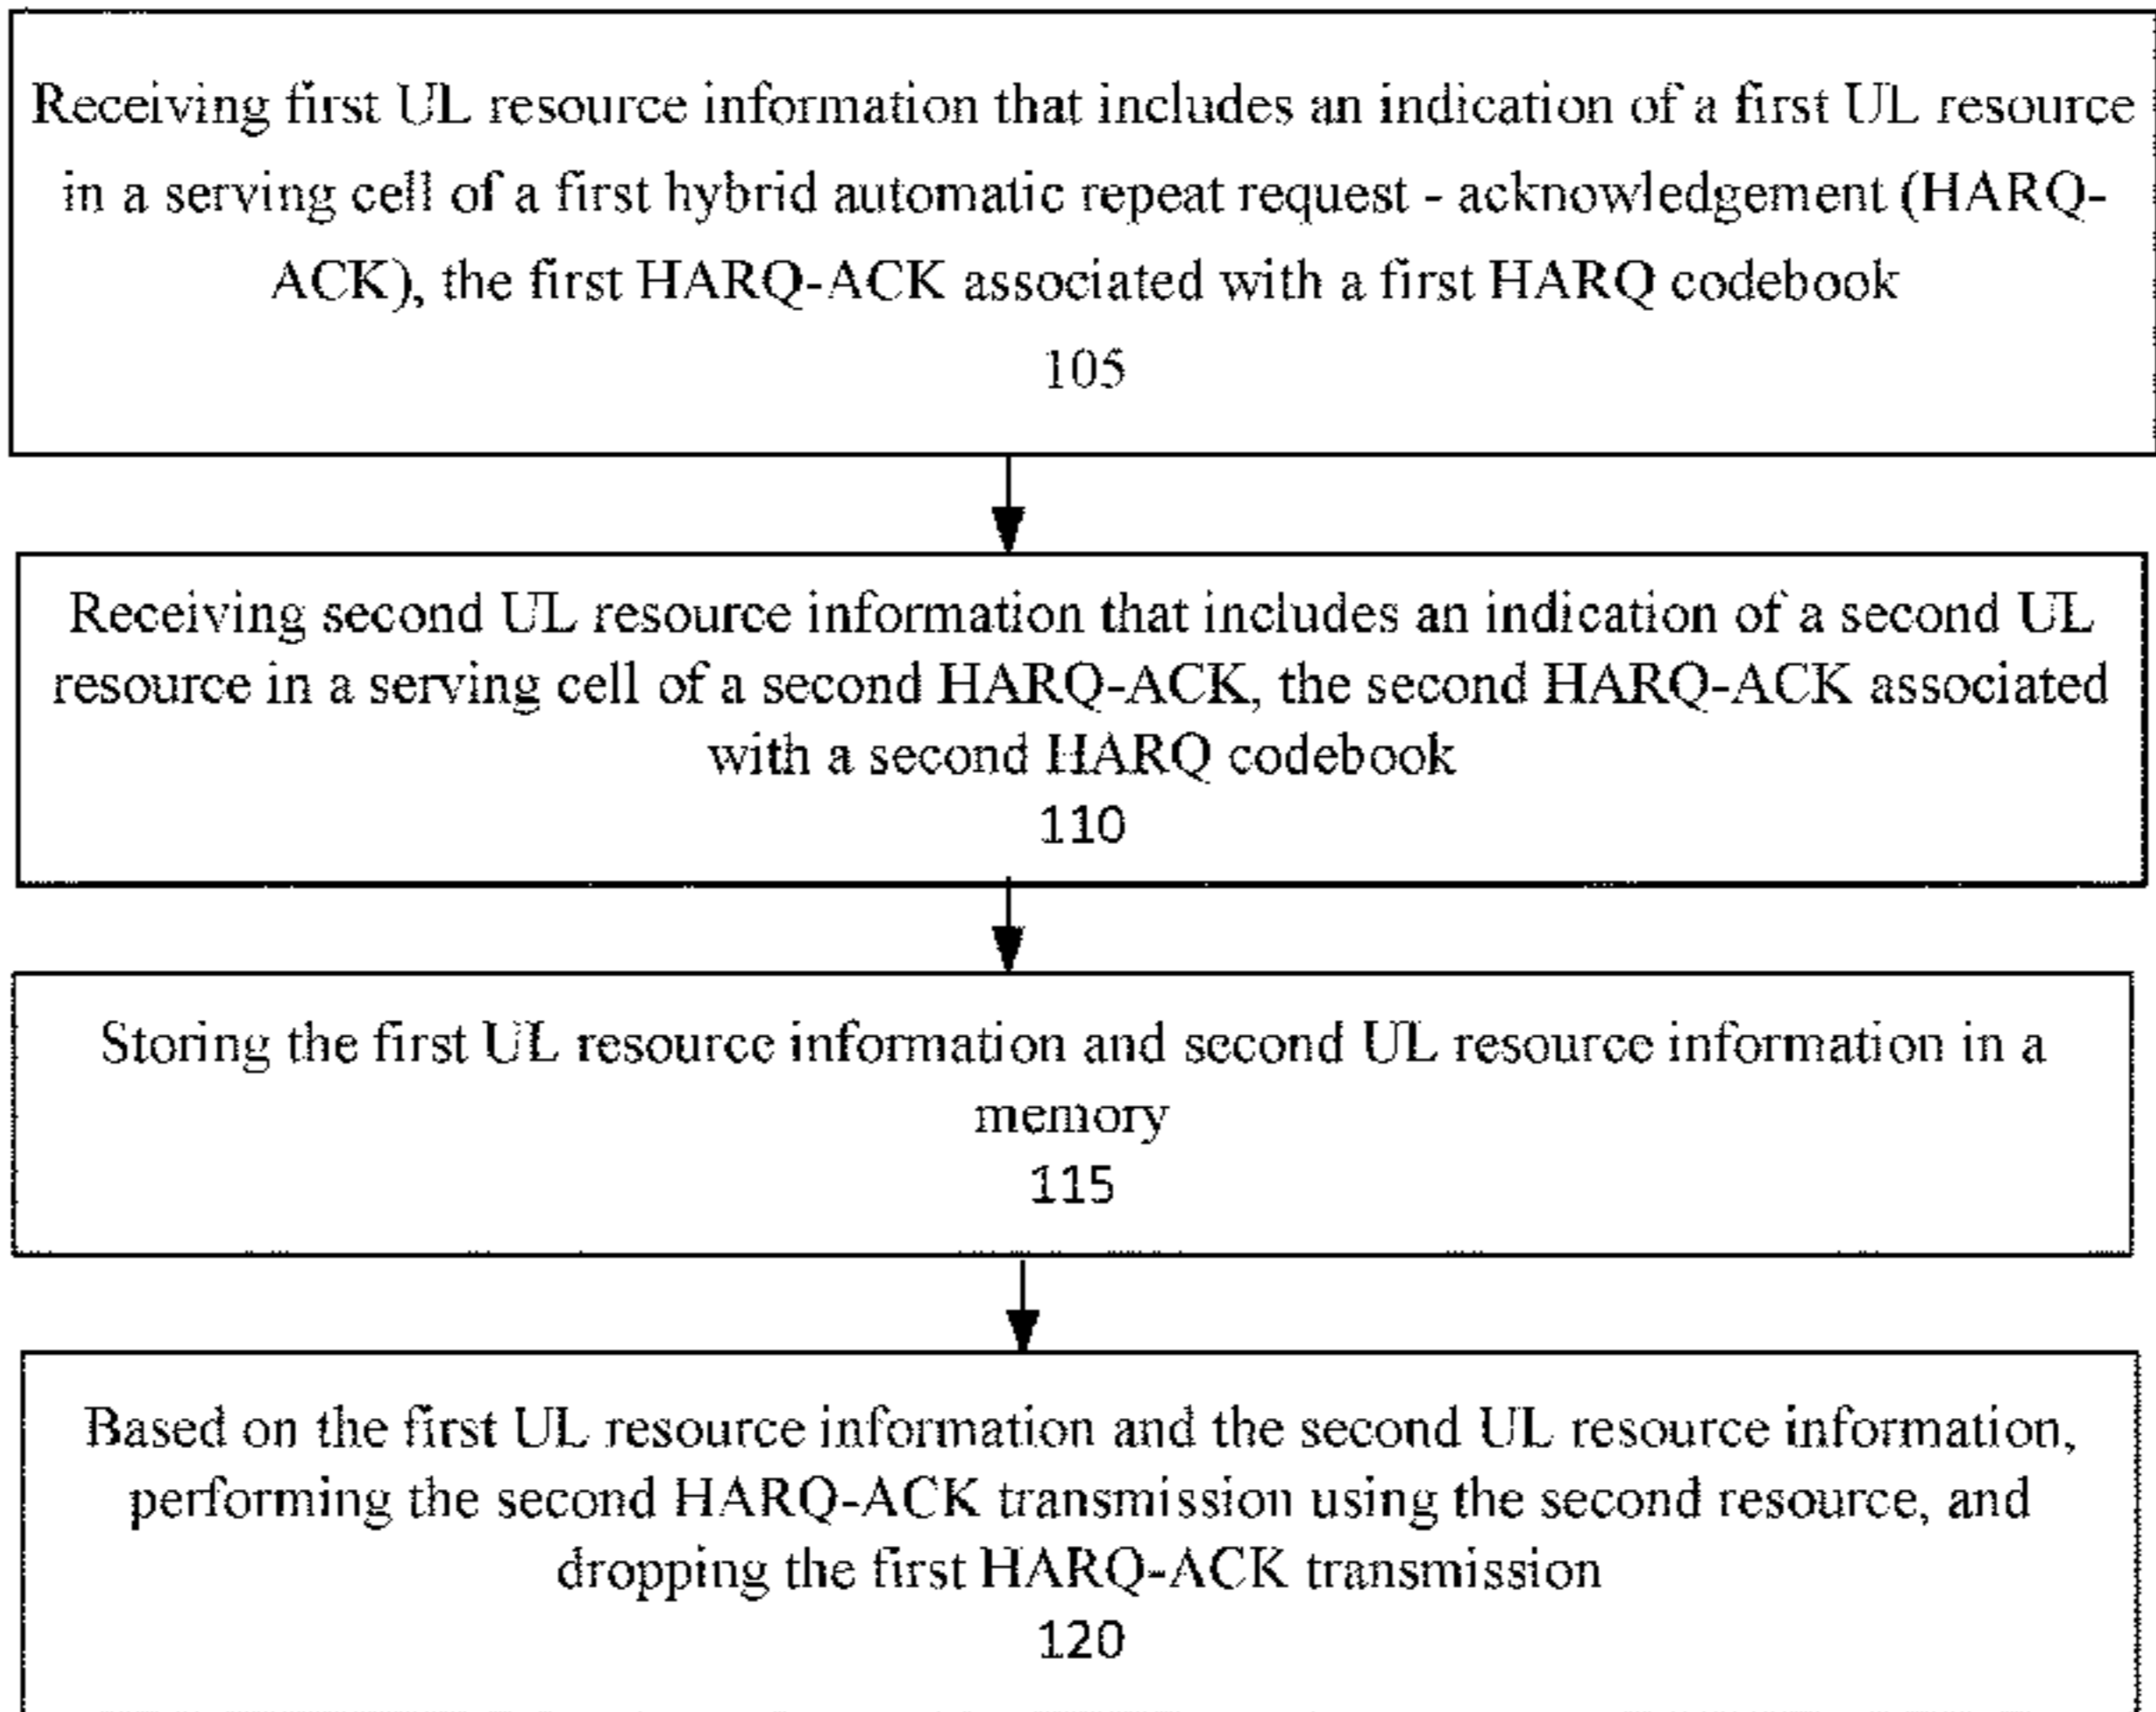 Receiving first UL resource information that includes an indication of a first UL resource
in a serving cell of a first hybrid automatic repeat request - acknowledgement (HARQ-
ACK), the first HARQ-ACK associated with a first HARQ codebook
105
Receiving second UL resource information that includes an indication of a second UL
resource in a serving cell of a second HARQ-ACK, the second HARQ-ACK associated
with a second HARQ codebook
110
Storing the first UL resource information and second UL resource information in a
memory
115
Based on the first UL resource information and the second UL resource information,
performing the second HARQ-ACK transmission using the second resource, and
dropping the first HARQ-ACK transmission
120